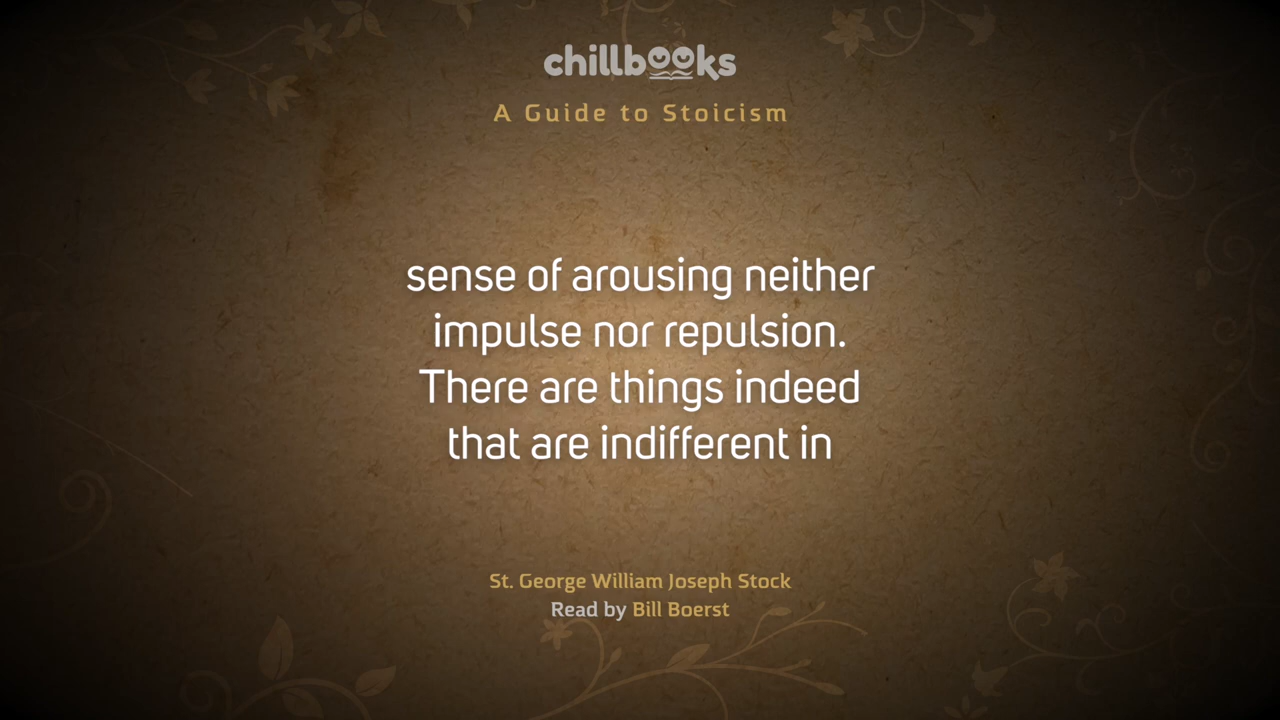 chillbooks
A Guide to Stoicism
sense of arousing neither
impulse nor repulsion.
There are things indeed
that are indifferent in
St. George William Joseph Stock
Read by Bill Boerst